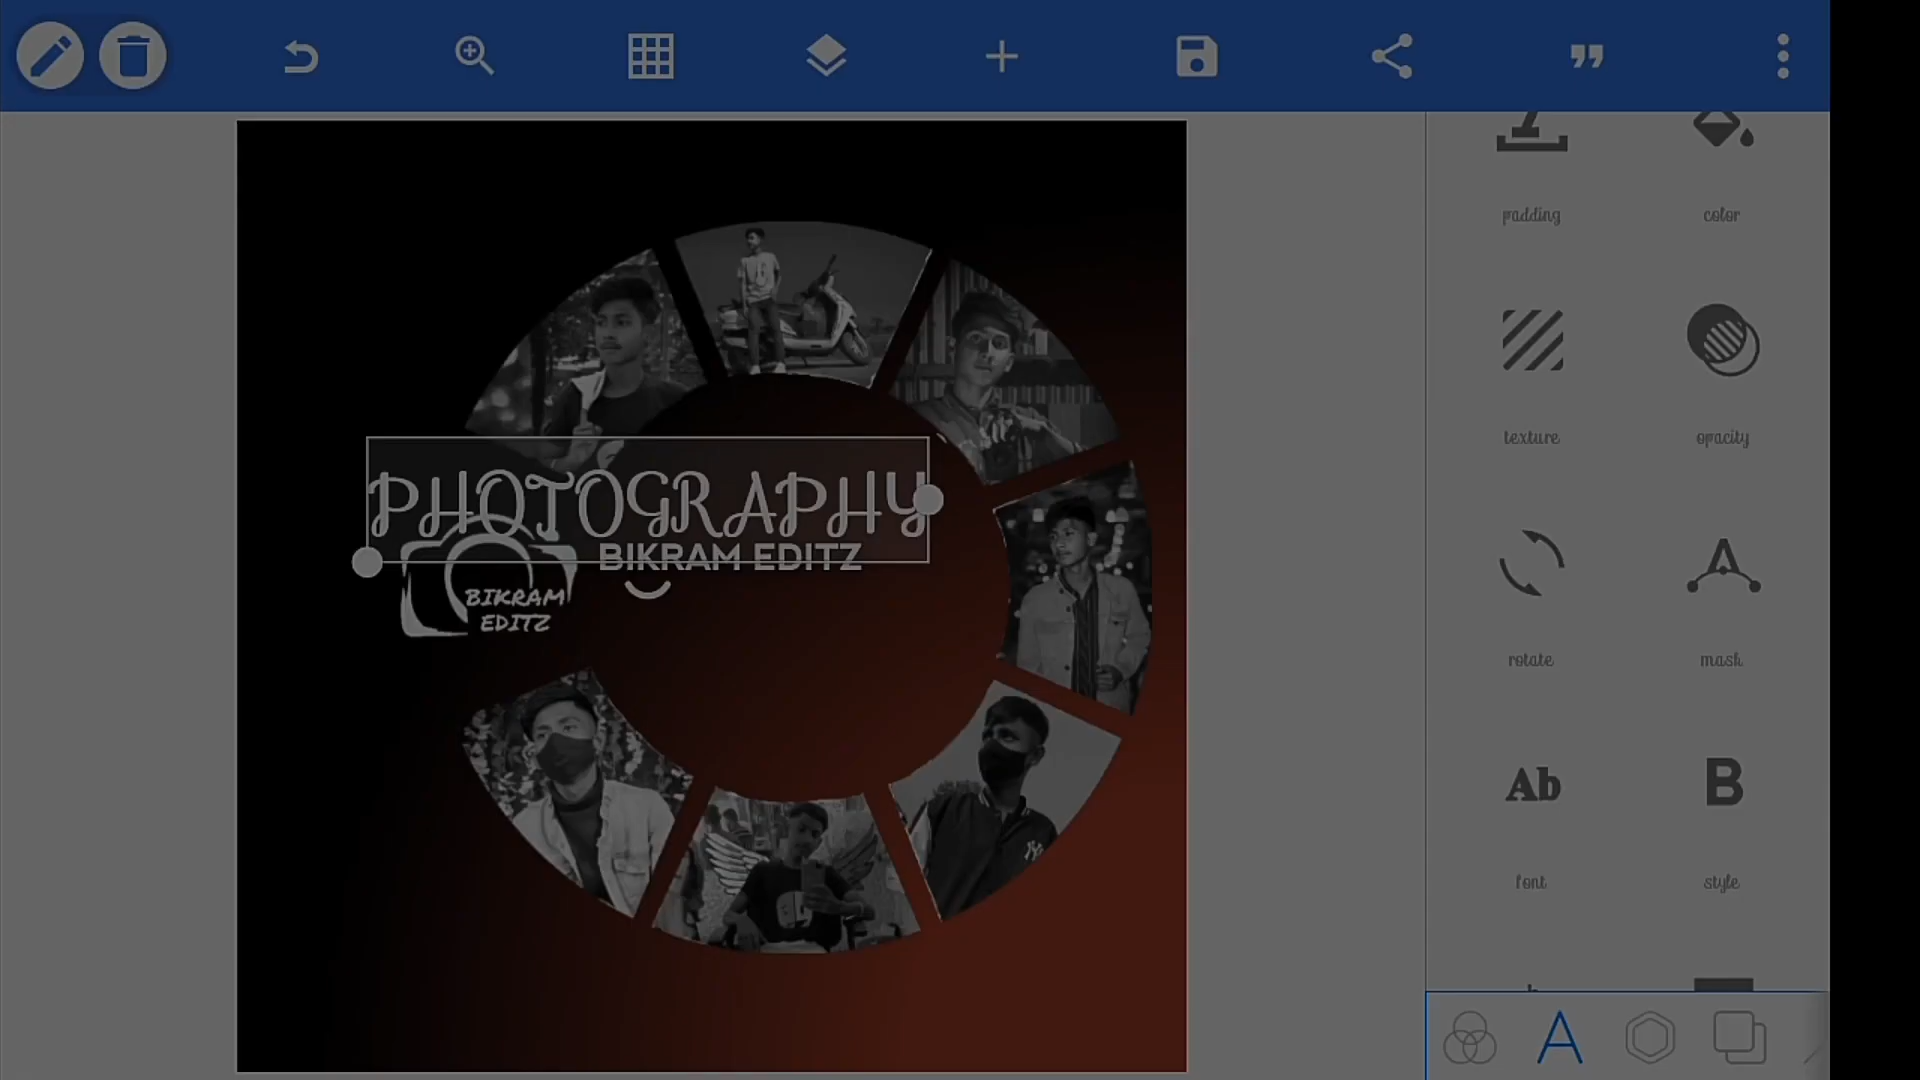 padding
color
texture
opacity
PHOTOGRAPHY
BIKRAM EDITZ
BIKRAM
EDITZ
rotate
mask
Ab
B
font
style
A